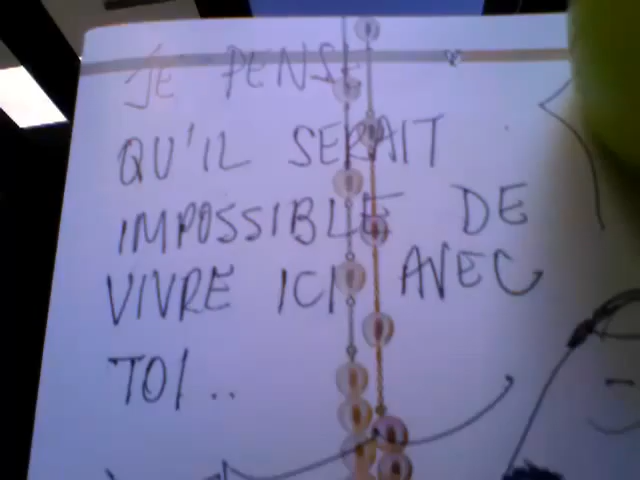 JE PENSE
QU'IL SERAIT
IMPOSSIBLE DE
VIVRE ICI AVEC
TOI..